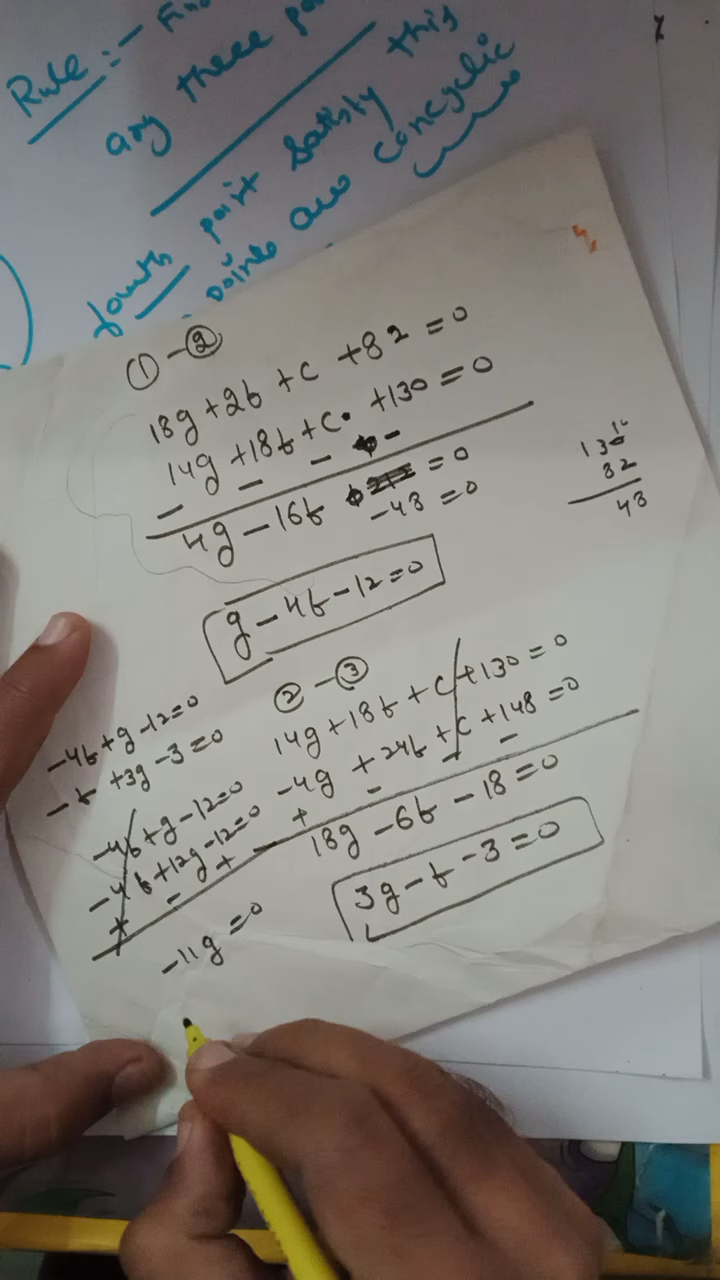 Rule :-
any three
fourth point satisfy this
points are concyclic
① - ②
18g + 2f + c + 82 = 0
14g + 18f + c + 130 = 0
- - - -
4g - 16f = 0
- 48 = 0
130
82
48
g - 4f - 12 = 0
② - ③
14g + 18f + c + 130 = 0
-4g + 24f + c + 148 = 0
+ - - -
18g - 6f - 18 = 0
3g - f - 3 = 0
-4f + g - 12 = 0
-f + 3g - 3 = 0
-4f + g - 12 = 0
-4f + 12g - 12 = 0
+ - +
-11g = 0